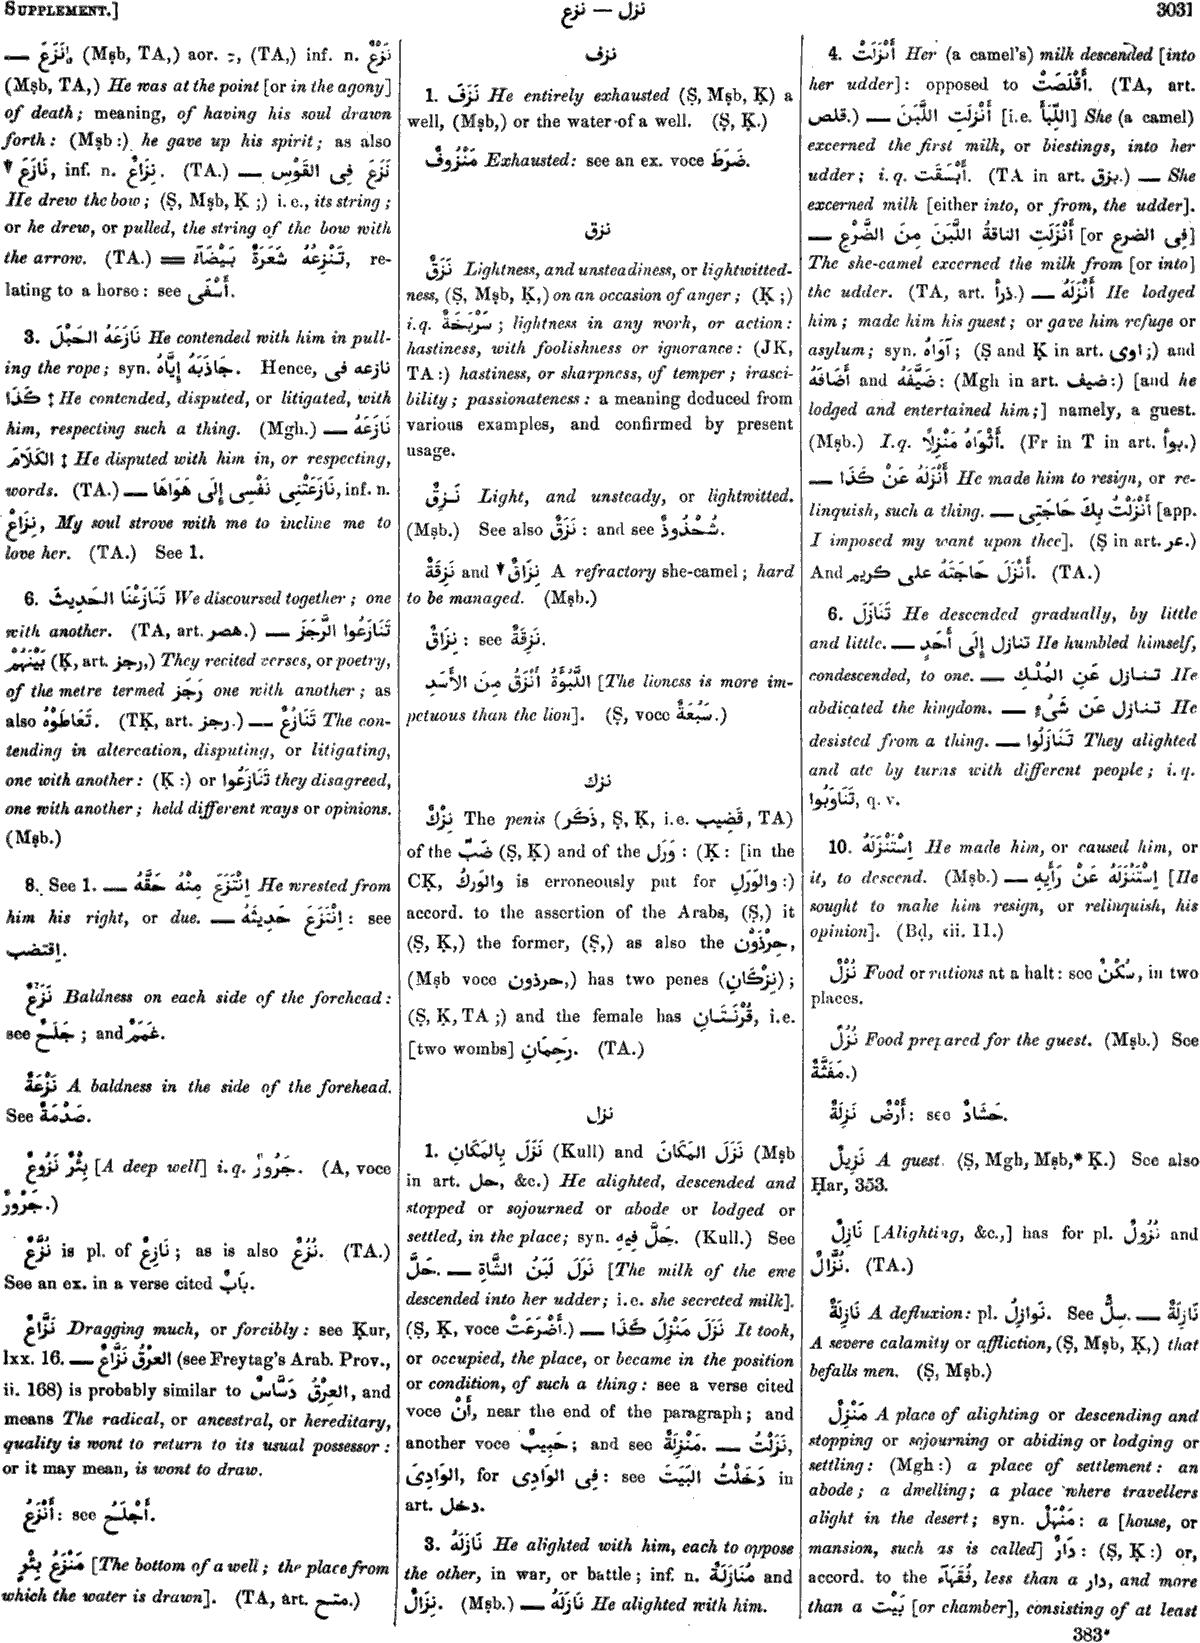 SUPPLEMENT.]
نزل — نزع
3031
— نَزَعَ, (Mṣb, TA,) aor. ـِ, (TA,) inf. n. نَزْعٌ
(Mṣb, TA,) He was at the point [or in the agony]
of death; meaning, of having his soul drawn
forth: (Mṣb:) he gave up his spirit; as also
نَازَعَ, inf. n. نِزَاعٌ. (TA.) — نَزَعَ فِى القَوْسِ
He drew the bow; (Ṣ, Mṣb, Ḳ;) i. e., its string;
or he drew, or pulled, the string of the bow with
the arrow. (TA.) = تَنْزِعُهُ شَعَرَةٌ بَيْضَآءُ, re-
lating to a horse: see أَسْفَى.
3. نَازَعَهُ الحَبْلَ He contended with him in pull-
ing the rope; syn. جَاذَبَهُ إِيَّاهُ. Hence, نازعه فى
كَذَا ‡ He contended, disputed, or litigated, with
him, respecting such a thing. (Mgh.) — نَازَعَهُ
الكَلَامَ ‡ He disputed with him in, or respecting,
words. (TA.) — نَازَعَتْنِى نَفْسِى إِلَى هَوَاهَا, inf. n.
نِزَاعٌ, My soul strove with me to incline me to
love her. (TA.) See 1.
6. تَنَازَعْنَا الحَدِيثَ We discoursed together; one
with another. (TA, art. هصر.) — تَنَازَعُوا الرَّجَزَ
بَيْنَهُمْ (Ḳ, art. رجز,) They recited verses, or poetry,
of the metre termed رَجَز one with another; as
also تَعَاطَوْهُ. (TḲ, art. رجز.) — تَنَازُعٌ The con-
tending in altercation, disputing, or litigating,
one with another: (Ḳ:) or تَنَازَعُوا they disagreed,
one with another; held different ways or opinions.
(Mṣb.)
8. See 1. — اِنْتَزَعَ مِنْهُ حَقَّهُ He wrested from
him his right, or due. — اِنْتَزَعَ حَدِيثَهُ: see
اِقتضب.
نَزَعٌ Baldness on each side of the forehead:
see جَلَحٌ; and غَمَمٌ.
نَزْعَةٌ A baldness in the side of the forehead.
See صَدْمَةٌ.
بِئْرٌ نَزُوعٌ [A deep well] i. q. جَرُورٌ. (A, voce
جَرُورٌ.)
نُزَّعٌ is pl. of نَازِعٌ; as is also نُزُعٌ. (TA.)
See an ex. in a verse cited بَابٌ.
نَزَّاعٌ Dragging much, or forcibly: see Ḳur,
lxx. 16. — العِرْقُ نَزَّاعٌ (see Freytag's Arab. Prov.,
ii. 168) is probably similar to العِرْقُ دَسَّاسٌ, and
means The radical, or ancestral, or hereditary,
quality is wont to return to its usual possessor:
or it may mean, is wont to draw.
أَنْزَعُ: see أَجْلَحُ.
مَنْزَعُ بِئْرٍ [The bottom of a well; the place from
which the water is drawn]. (TA, art. متح.)
نزف
1. نَزَفَ He entirely exhausted (Ṣ, Mṣb, Ḳ) a
well, (Mṣb,) or the water of a well. (Ṣ, Ḳ.)
مَنْزُوفٌ Exhausted: see an ex. voce ضَرَطَ.
نزق
نَزَقٌ Lightness, and unsteadiness, or lightwitted-
ness, (Ṣ, Mṣb, Ḳ,) on an occasion of anger; (Ḳ;)
i. q. سَرْبَخَةٌ; lightness in any work, or action:
hastiness, with foolishness or ignorance: (JK,
TA:) hastiness, or sharpness, of temper; irasci-
bility; passionateness: a meaning deduced from
various examples, and confirmed by present
usage.
نَزِقٌ Light, and unsteady, or lightwitted.
(Mṣb.) See also نَزَقٌ: and see شُحْذُوذٌ.
نَزِقَةٌ and نِزَاقٌ A refractory she-camel; hard
to be managed. (Mṣb.)
نِزَاقٌ: see نَزِقَةٌ.
اللَّبُوَّةُ أَنْزَقُ مِنَ الأَسَدِ [The lioness is more im-
petuous than the lion]. (Ṣ, voce سَبُعَةٌ.)
نزك
نِزْكٌ The penis (ذَكَر, Ṣ, Ḳ, i.e. قَضِيب, TA)
of the ضَبّ (Ṣ, Ḳ) and of the وَرَل: (Ḳ: [in the
CḲ, والوَرِكُ is erroneously put for والوَرَلِ:)
accord. to the assertion of the Arabs, (Ṣ,) it
(Ṣ, Ḳ,) the former, (Ṣ,) as also the حِرْذَوْن,
(Mṣb voce حرذون,) has two penes (نِزْكَانِ);
(Ṣ, Ḳ, TA;) and the female has قُرْنَتَانِ, i.e.
[two wombs] رَحِمَانِ. (TA.)
نزل
1. نَزَلَ بِالمَكَانِ (Kull) and نَزَلَ المَكَانَ (Mṣb
in art. حل, &c.) He alighted, descended and
stopped or sojourned or abode or lodged or
settled, in the place; syn. حَلَّ فِيهِ. (Kull.) See
حَلَّ. — نَزَلَ لَبَنُ الشَّاةِ [The milk of the ewe
descended into her udder; i.e. she secreted milk].
(Ṣ, Ḳ, voce أَضْرَعَتْ.) — نَزَلَ مَنْزِلَ كَذَا It took,
or occupied, the place, or became in the position
or condition, of such a thing: see a verse cited
voce أَنْ, near the end of the paragraph; and
another voce حَبِيبٌ; and see مَنْزِلَةٌ. — نَزَلْتُ
الوَادِىَ, for فِى الوَادِى: see دَخَلْتُ البَيْتَ in
art. دخل.
3. نَازَلَهُ He alighted with him, each to oppose
the other, in war, or battle; inf. n. مُنَازَلَةٌ and
نِزَالٌ. (Mṣb.) — نَازَلَهُ He alighted with him.
4. أَنْزَلَتْ Her (a camel's) milk descended [into
her udder]: opposed to أَقْلَصَتْ. (TA, art.
قلص.) — أَنْزَلَتِ اللَّبَنَ [i.e. اللِّبَأَ] She (a camel)
excerned the first milk, or biestings, into her
udder; i. q. أَبْسَقَت. (TA in art. بزق.) — She
excerned milk [either into, or from, the udder].
— أَنْزَلَتِ الناقةُ اللَّبَنَ مِنَ الضَّرْعِ [or فِى الضرع]
The she-camel excerned the milk from [or into]
the udder. (TA, art. ذرأ.) — أَنْزَلَهُ He lodged
him; made him his guest; or gave him refuge or
asylum; syn. آوَاهُ; (Ṣ and Ḳ in art. اوى;) and
أَضَافَهُ and ضَيَّفَهُ: (Mgh in art. ضيف:) [and he
lodged and entertained him;] namely, a guest.
(Mṣb.) I.q. أَثْوَاهُ مَنْزِلًا. (Fr in T in art. بوأ.)
— أَنْزَلَهُ عَنْ كَذَا He made him to resign, or re-
linquish, such a thing. — أَنْزَلْتُ بِكَ حَاجَتِى [app.
I imposed my want upon thee]. (Ṣ in art. عر.)
And أَنْزَلَ حَاجَتَهُ على كريم. (TA.)
6. تَنَازَلَ He descended gradually, by little
and little. — تنازل إِلَى أَحَدٍ He humbled himself,
condescended, to one. — تنازل عَنِ المُلْكِ He
abdicated the kingdom. — تنازل عَن شَىْءٍ He
desisted from a thing. — تَنَازَلُوا They alighted
and ate by turns with different people; i. q.
تَنَاوَبُوا, q. v.
10. اِسْتَنْزَلَهُ He made him, or caused him, or
it, to descend. (Mṣb.) — اِسْتَنْزَلَهُ عَنْ رَأْيِهِ [He
sought to make him resign, or relinquish, his
opinion]. (Bḍ, xii. 11.)
نُزْلٌ Food or rations at a halt: see سُكْنٌ, in two
places.
نُزُلٌ Food prepared for the guest. (Mṣb.) See
مَفَثَّةٌ.)
أَرْضٌ نَزِلَةٌ: see حَشَادٌ.
نَزِيلٌ A guest. (Ṣ, Mgh, Mṣb,* Ḳ.) See also
Ḥar, 353.
نَازِلٌ [Alighting, &c.,] has for pl. نُزُولٌ and
نُزَّالٌ. (TA.)
نَازِلَةٌ A defluxion: pl. نَوازِلُ. See سِلٌّ. — نَازِلَةٌ
A severe calamity or affliction, (Ṣ, Mṣb, Ḳ,) that
befalls men. (Ṣ, Mṣb.)
مَنْزِلٌ A place of alighting or descending and
stopping or sojourning or abiding or lodging or
settling: (Mgh:) a place of settlement: an
abode; a dwelling; a place where travellers
alight in the desert; syn. مَنْهَلٌ: a [house, or
mansion, such as is called] دَارٌ: (Ṣ, Ḳ:) or,
accord. to the فُقَهَآء, less than a دار, and more
than a بَيْت [or chamber], consisting of at least
383*